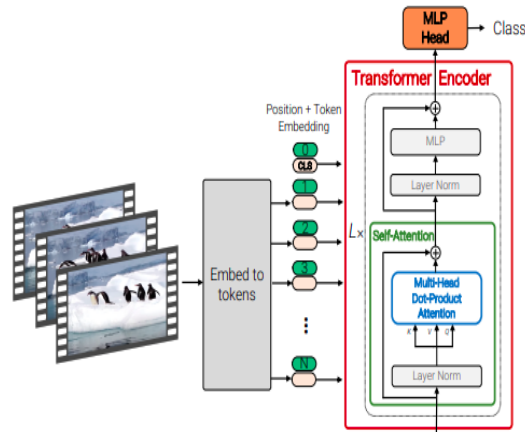 MLP
Head
Class
Transformer Encoder
Position + Token
Embedding
0
CLS
1
2
3
N
Embed to
tokens
L×
MLP
Layer Norm
Self-Attention
Multi-Head
Dot-Product
Attention
K V Q
Layer Norm